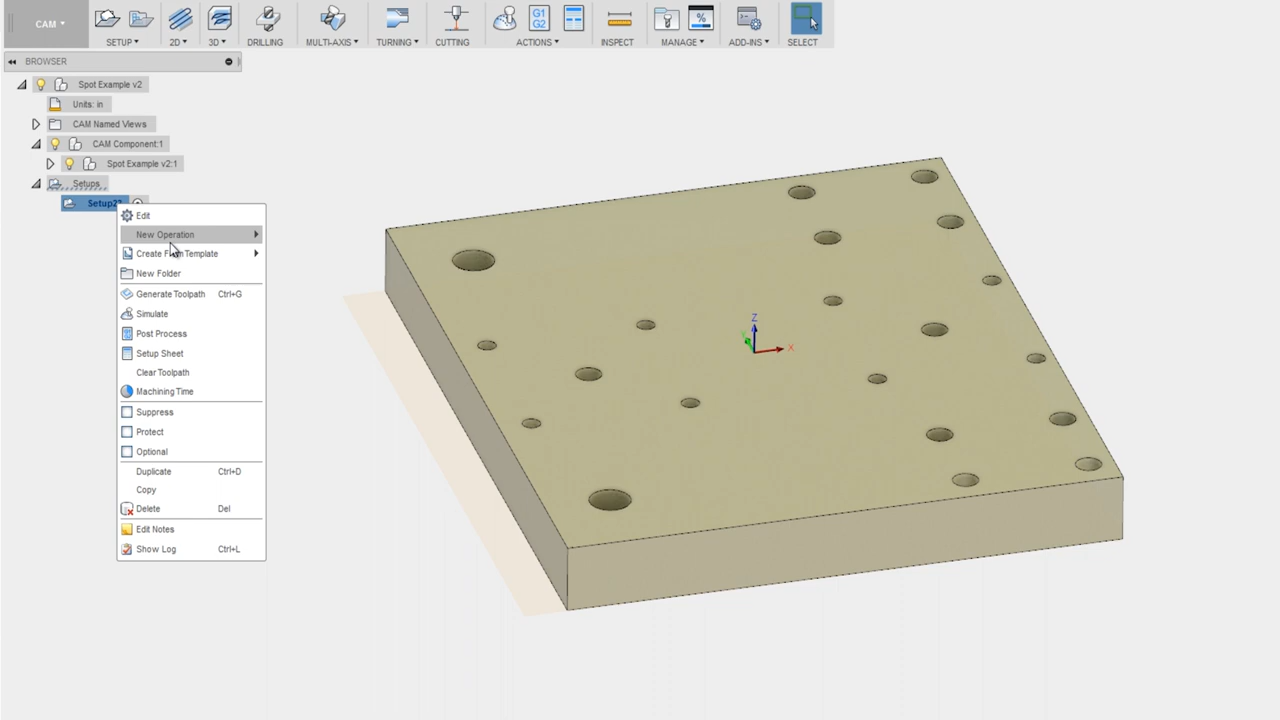 CAM
G1
G2
SETUP
2D
3D
DRILLING
MULTI-AXIS
TURNING
CUTTING
ACTIONS
INSPECT
MANAGE
ADD-INS
SELECT
BROWSER
Spot Example v2
Units: in
CAM Named Views
CAM Component:1
Spot Example v2:1
Setups
Edit
New Operation
Create From Template
New Folder
Generate Toolpath Ctrl+G
Simulate
Post Process
Setup Sheet
Clear Toolpath
Machining Time
Suppress
Protect
Optional
Duplicate Ctrl+D
Copy
Delete Del
Edit Notes
Show Log Ctrl+L
Z
X